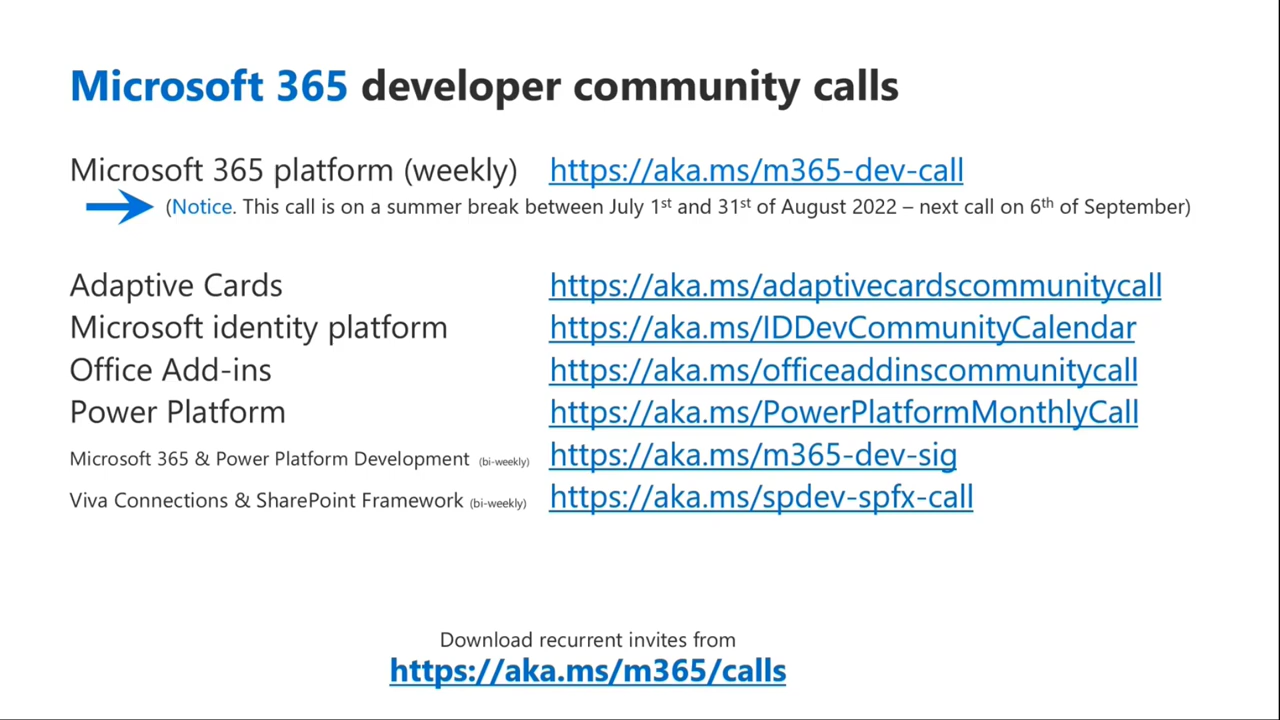 Microsoft 365 developer community calls
Microsoft 365 platform (weekly) https://aka.ms/m365-dev-call
(Notice. This call is on a summer break between July 1st and 31st of August 2022 – next call on 6th of September)
Adaptive Cards https://aka.ms/adaptivecardscommunitycall
Microsoft identity platform https://aka.ms/IDDevCommunityCalendar
Office Add-ins https://aka.ms/officeaddinscommunitycall
Power Platform https://aka.ms/PowerPlatformMonthlyCall
Microsoft 365 & Power Platform Development (bi-weekly) https://aka.ms/m365-dev-sig
Viva Connections & SharePoint Framework (bi-weekly) https://aka.ms/spdev-spfx-call
Download recurrent invites from
https://aka.ms/m365/calls